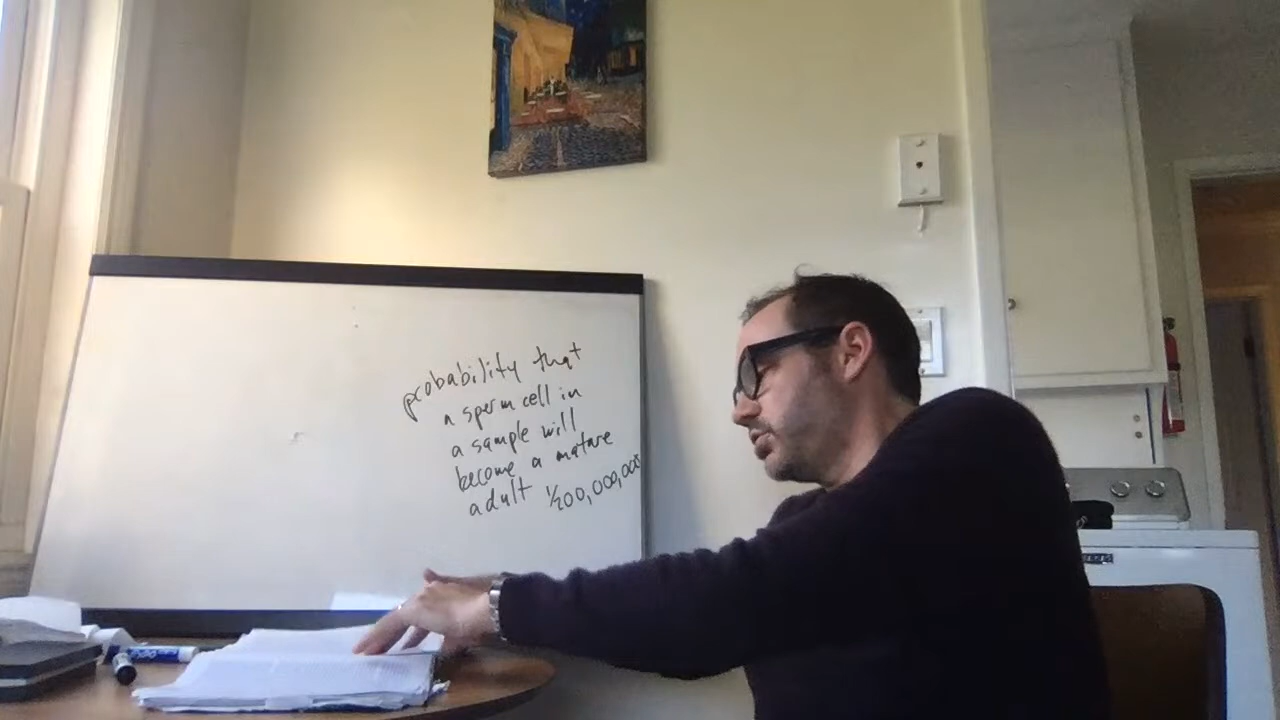 probability that
a sperm cell in
a sample will
become a mature
adult 1/200,000,000